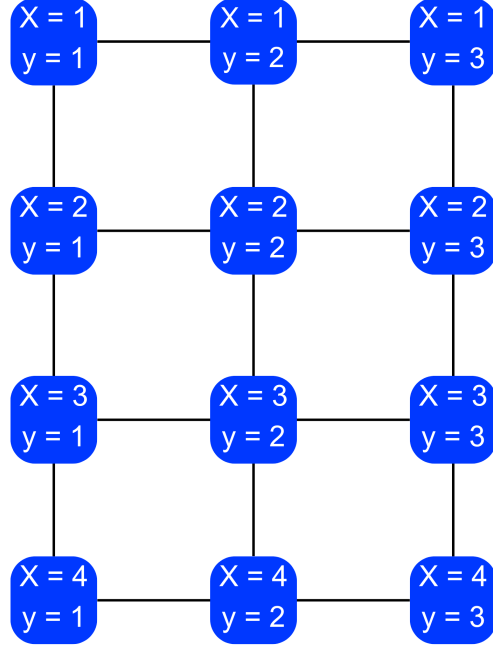 X = 1
y = 1
X = 1
y = 2
X = 1
y = 3
X = 2
y = 1
X = 2
y = 2
X = 2
y = 3
X = 3
y = 1
X = 3
y = 2
X = 3
y = 3
X = 4
y = 1
X = 4
y = 2
X = 4
y = 3